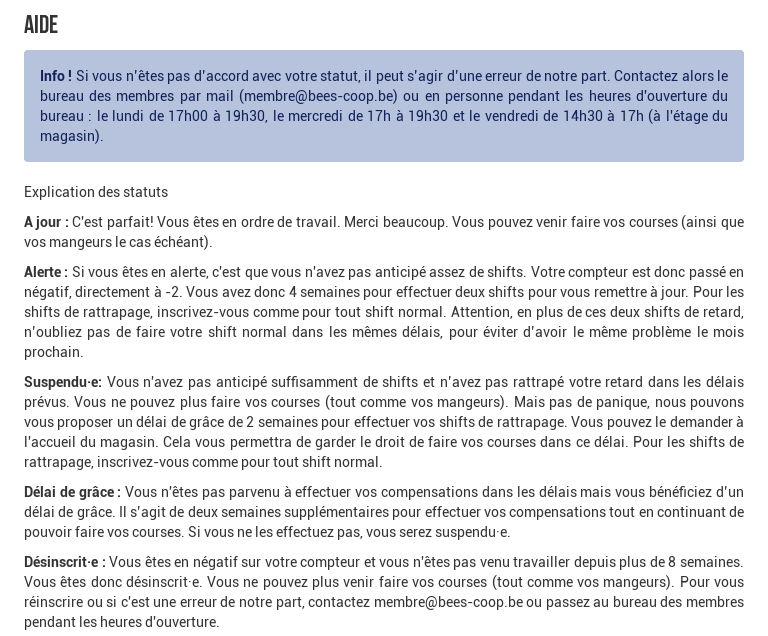 AIDE
Info ! Si vous n'êtes pas d'accord avec votre statut, il peut s'agir d'une erreur de notre part. Contactez alors le
bureau des membres par mail (membre@bees-coop.be) ou en personne pendant les heures d'ouverture du
bureau : le lundi de 17h00 à 19h30, le mercredi de 17h à 19h30 et le vendredi de 14h30 à 17h (à l'étage du
magasin).
Explication des statuts
A jour : C'est parfait! Vous êtes en ordre de travail. Merci beaucoup. Vous pouvez venir faire vos courses (ainsi que
vos mangeurs le cas échéant).
Alerte : Si vous êtes en alerte, c'est que vous n'avez pas anticipé assez de shifts. Votre compteur est donc passé en
négatif, directement à -2. Vous avez donc 4 semaines pour effectuer deux shifts pour vous remettre à jour. Pour les
shifts de rattrapage, inscrivez-vous comme pour tout shift normal. Attention, en plus de ces deux shifts de retard,
n'oubliez pas de faire votre shift normal dans les mêmes délais, pour éviter d'avoir le même problème le mois
prochain.
Suspendu·e: Vous n'avez pas anticipé suffisamment de shifts et n'avez pas rattrapé votre retard dans les délais
prévus. Vous ne pouvez plus faire vos courses (tout comme vos mangeurs). Mais pas de panique, nous pouvons
vous proposer un délai de grâce de 2 semaines pour effectuer vos shifts de rattrapage. Vous pouvez le demander à
l'accueil du magasin. Cela vous permettra de garder le droit de faire vos courses dans ce délai. Pour les shifts de
rattrapage, inscrivez-vous comme pour tout shift normal.
Délai de grâce : Vous n'êtes pas parvenu à effectuer vos compensations dans les délais mais vous bénéficiez d'un
délai de grâce. Il s'agit de deux semaines supplémentaires pour effectuer vos compensations tout en continuant de
pouvoir faire vos courses. Si vous ne les effectuez pas, vous serez suspendu·e.
Désinscrit·e : Vous êtes en négatif sur votre compteur et vous n'êtes pas venu travailler depuis plus de 8 semaines.
Vous êtes donc désinscrit·e. Vous ne pouvez plus venir faire vos courses (tout comme vos mangeurs). Pour vous
réinscrire ou si c'est une erreur de notre part, contactez membre@bees-coop.be ou passez au bureau des membres
pendant les heures d'ouverture.